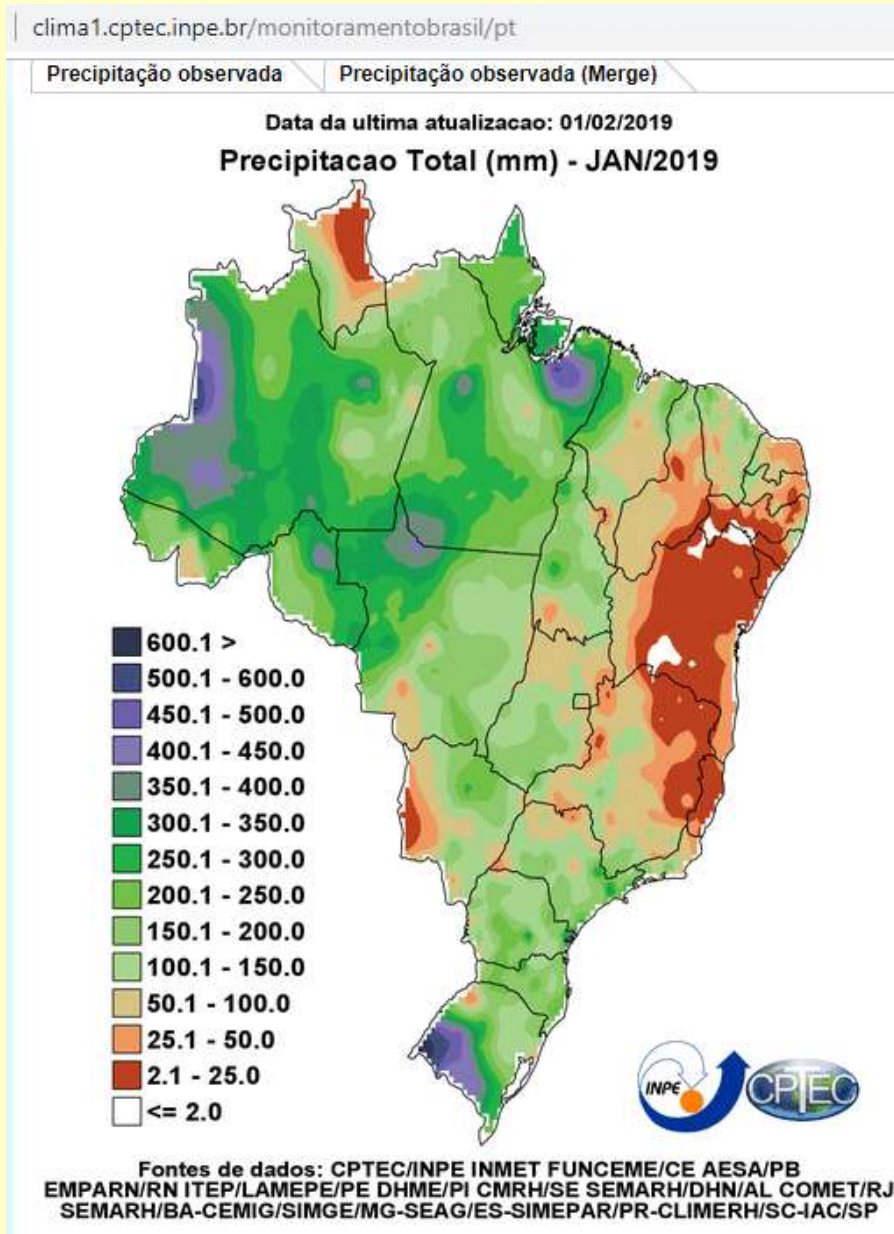 clima1.cptec.inpe.br/monitoramentobrasil/pt
Precipitação observada
Precipitação observada (Merge)
Data da ultima atualizacao: 01/02/2019
Precipitacao Total (mm) - JAN/2019
600.1 >
500.1 - 600.0
450.1 - 500.0
400.1 - 450.0
350.1 - 400.0
300.1 - 350.0
250.1 - 300.0
200.1 - 250.0
150.1 - 200.0
100.1 - 150.0
50.1 - 100.0
25.1 - 50.0
2.1 - 25.0
<= 2.0
INPE
CPTEC
Fontes de dados: CPTEC/INPE INMET FUNCEME/CE AESA/PB
EMPARN/RN ITEP/LAMEPE/PE DHME/PI CMRH/SE SEMARH/DHN/AL COMET/RJ
SEMARH/BA-CEMIG/SIMGE/MG-SEAG/ES-SIMEPAR/PR-CLIMERH/SC-IAC/SP